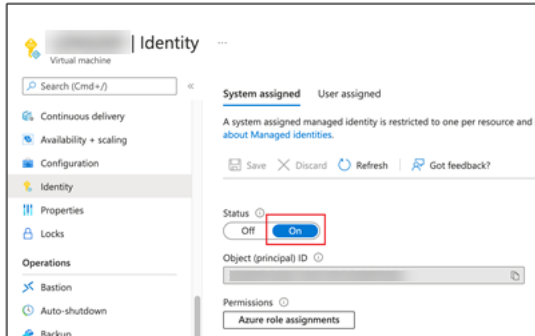 | Identity ...
Virtual machine
Search (Cmd+/)
«
Continuous delivery
Availability + scaling
Configuration
Identity
Properties
Locks
Operations
Bastion
Auto-shutdown
Backup
System assigned User assigned
A system assigned managed identity is restricted to one per resource and
about Managed identities.
Save Discard Refresh Got feedback?
Status
Off On
Object (principal) ID
Permissions
Azure role assignments